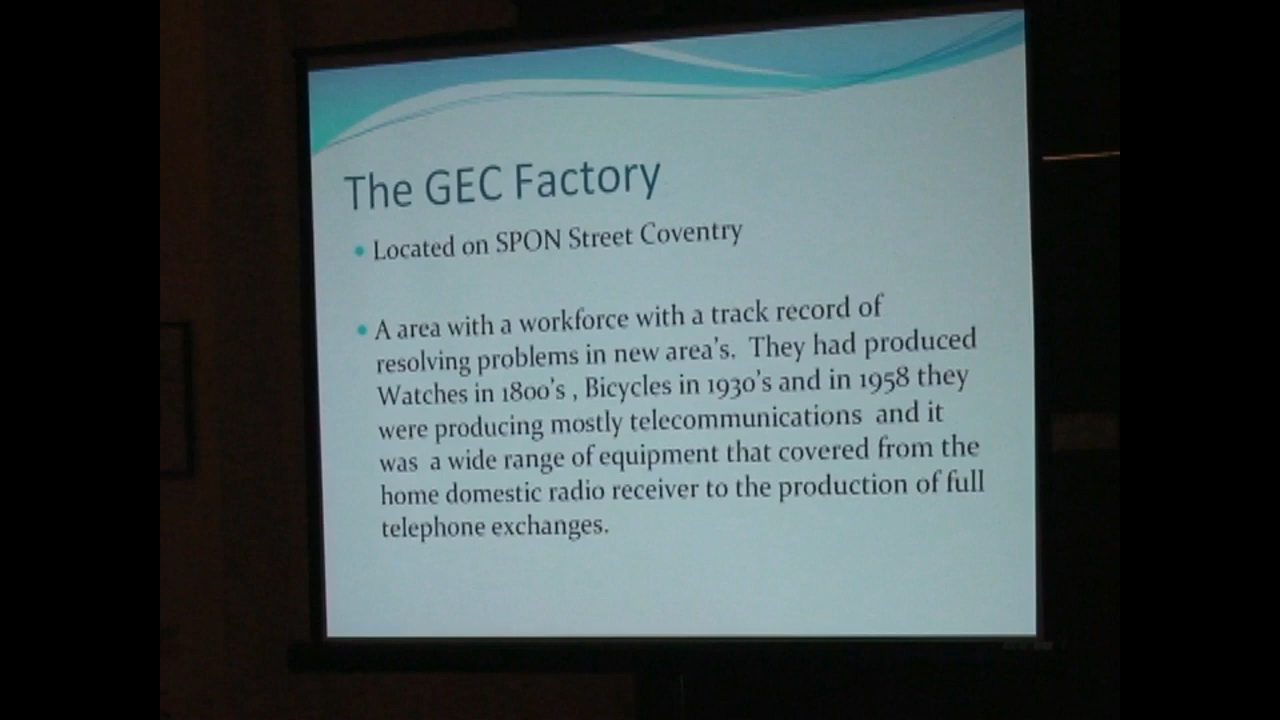 The GEC Factory
Located on SPON Street Coventry
A area with a workforce with a track record of
resolving problems in new area's. They had produced
Watches in 1800's , Bicycles in 1930's and in 1958 they
were producing mostly telecommunications and it
was a wide range of equipment that covered from the
home domestic radio receiver to the production of full
telephone exchanges.